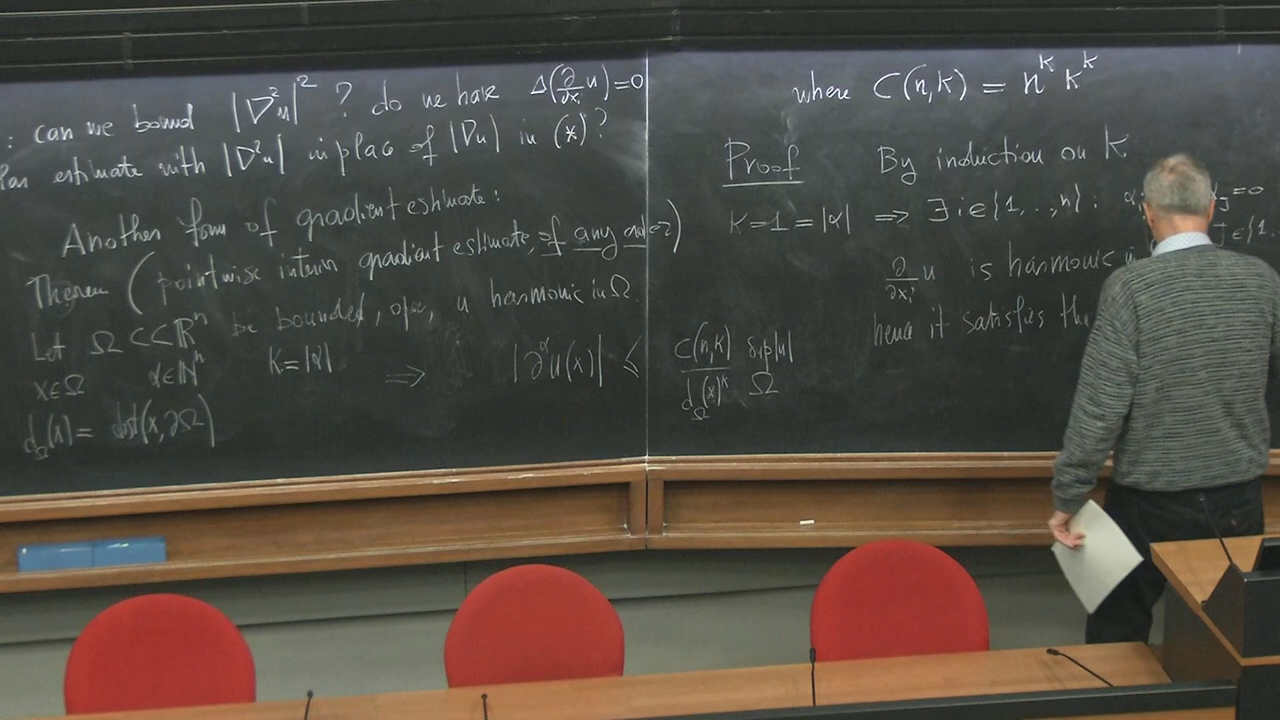 : can we bound |D²u|² ? do we have Δ(∂/∂xᵢ u)=0
estimate with |D²u| in place of |Du| in (*)?
Another form of gradient estimate:
Theorem (pointwise interior gradient estimate, of any order)
Let Ω ⊂⊂ ℝⁿ be bounded, open, u harmonic in Ω.
x∈Ω α∈ℕⁿ k=|α| ⇒ |∂^α u(x)| ≤ C(n,k)/d_Ω(x)^k sup_Ω |u|
d_Ω(x) = dist(x,∂Ω)
where C(n,k) = n^k k^k
Proof By induction on k
k=1=|α| ⇒ ∃ i∈{1,..,n}: =0
∂/∂xᵢ u is harmonic
hence it satisfies the